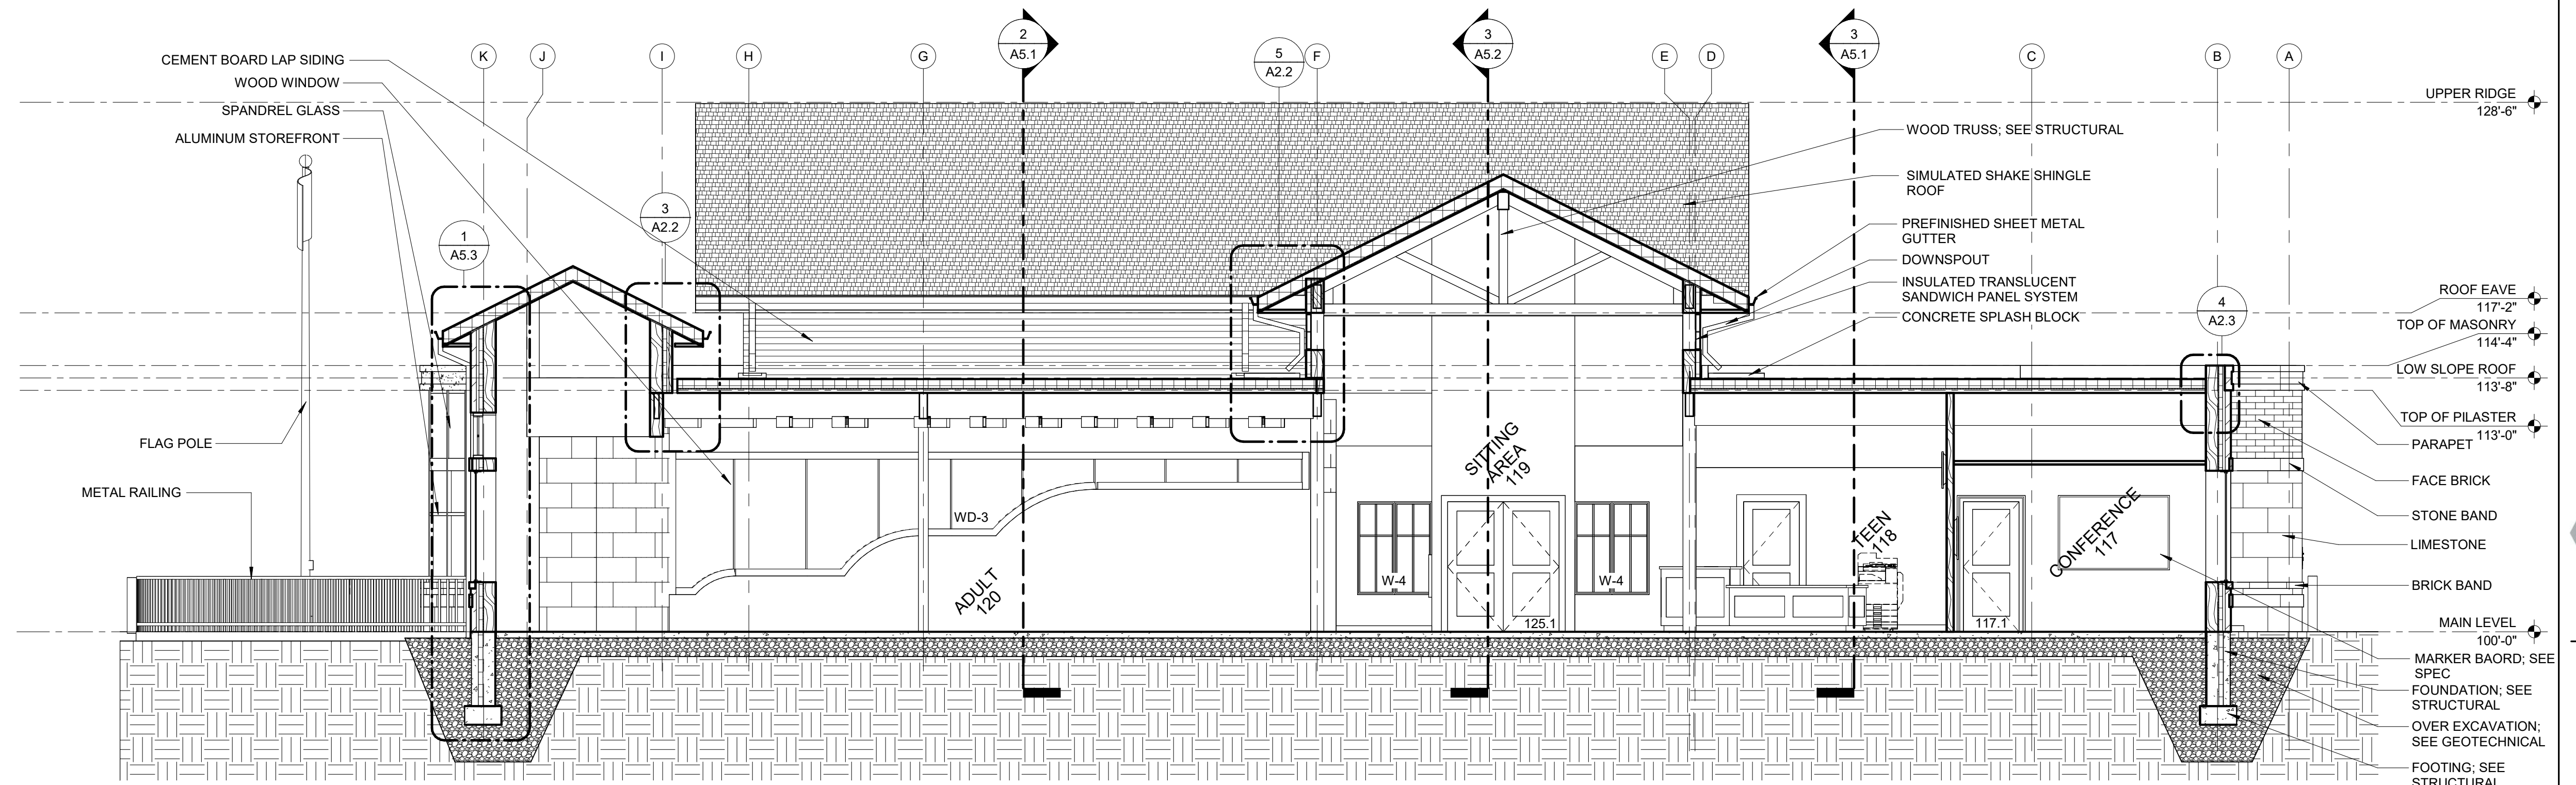 CEMENT BOARD LAP SIDING
WOOD WINDOW
SPANDREL GLASS
ALUMINUM STOREFRONT
FLAG POLE
METAL RAILING
K
J
I
H
G
2
A5.1
5
A2.2
F
3
A5.2
E
D
3
A5.1
C
B
A
1
A5.3
3
A2.2
4
A2.3
WOOD TRUSS; SEE STRUCTURAL
SIMULATED SHAKE SHINGLE
ROOF
PREFINISHED SHEET METAL
GUTTER
DOWNSPOUT
INSULATED TRANSLUCENT
SANDWICH PANEL SYSTEM
CONCRETE SPLASH BLOCK
UPPER RIDGE
128'-6"
ROOF EAVE
117'-2"
TOP OF MASONRY
114'-4"
LOW SLOPE ROOF
113'-8"
TOP OF PILASTER
113'-0"
PARAPET
FACE BRICK
STONE BAND
LIMESTONE
BRICK BAND
MAIN LEVEL
100'-0"
MARKER BAORD; SEE
SPEC
FOUNDATION; SEE
STRUCTURAL
OVER EXCAVATION;
SEE GEOTECHNICAL
FOOTING; SEE
STRUCTURAL
WD-3
ADULT
120
SITTING
AREA
119
W-4
W-4
125.1
TEEN
118
117.1
CONFERENCE
117